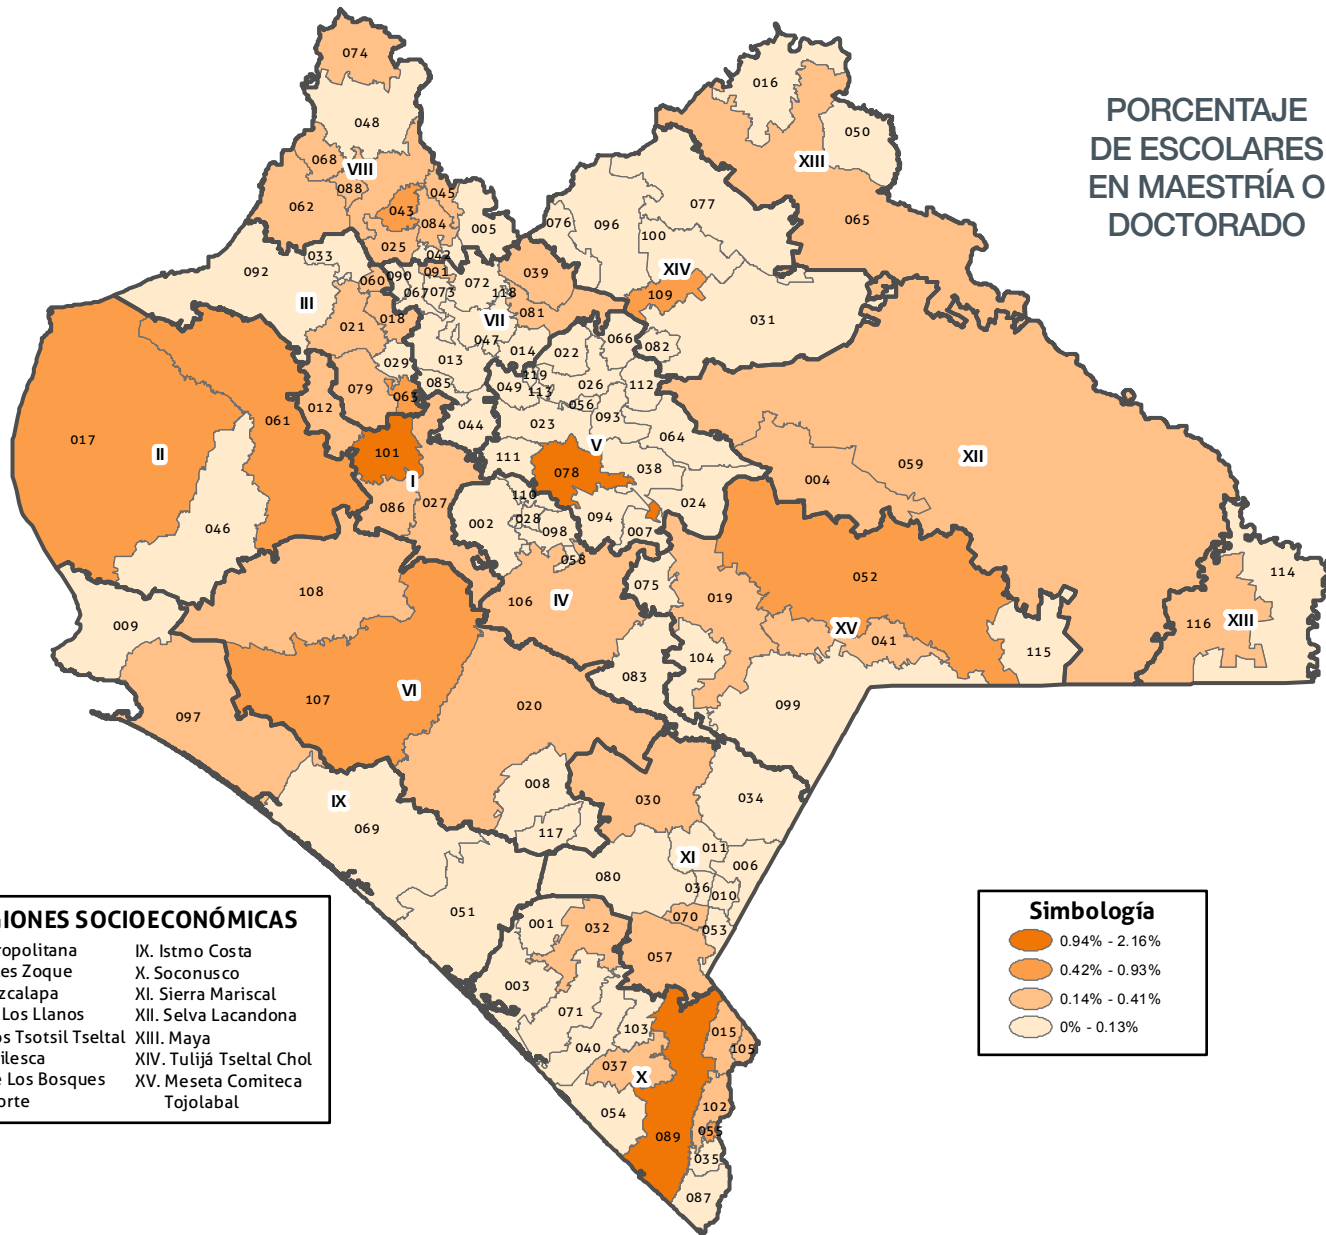 PORCENTAJE
DE ESCOLARES
EN MAESTRÍA O
DOCTORADO
074
016
048
050
068
VIII
XIII
088
045
062
043
084
005
076
096
077
065
025
100
042
033
092
060
090
091
072
039
XIV
067
073
118
109
III
018
VII
081
031
021
047
066
082
029
013
014
022
119
079
085
049
113
026
112
012
063
056
017
061
044
023
093
064
II
101
V
111
059
XII
I
078
038
004
086
027
110
024
046
002
028
094
098
007
058
052
114
075
108
106
IV
019
009
116
XIII
XV
041
104
115
083
107
VI
099
097
020
008
030
034
IX
069
117
011
XI
006
080
036
010
051
001
032
070
053
057
003
071
103
015
040
105
037
X
054
102
089
055
035
087
GIONES SOCIOECONÓMICAS
ropolitana
IX. Istmo Costa
es Zoque
X. Soconusco
zcalapa
XI. Sierra Mariscal
Los Llanos
XII. Selva Lacandona
os Tsotsil Tseltal
XIII. Maya
ilesca
XIV. Tulijá Tseltal Chol
e Los Bosques
XV. Meseta Comiteca
orte
Tojolabal
Simbología
0.94% - 2.16%
0.42% - 0.93%
0.14% - 0.41%
0% - 0.13%